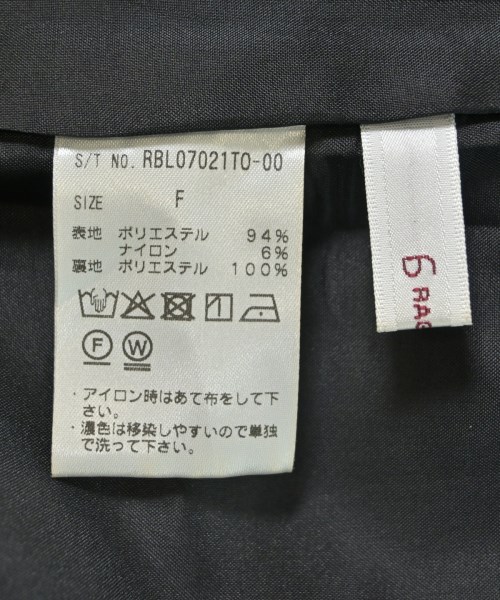 S/T NO. RBL07021TO-00
SIZE F
表地 ポリエステル 94%
ナイロン 6%
裏地 ポリエステル 100%
F W
・アイロン時はあて布をして下
さい。
・濃色は移染しやすいので単独
で洗って下さい。
6 RAG